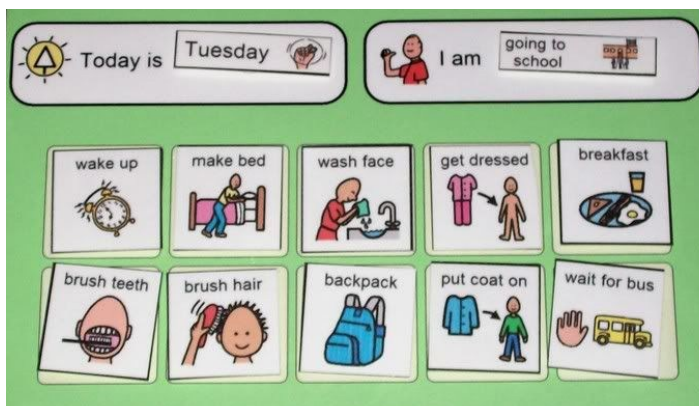 Today is Tuesday
I am going to
school
wake up
make bed
wash face
get dressed
breakfast
brush teeth
brush hair
backpack
put coat on
wait for bus